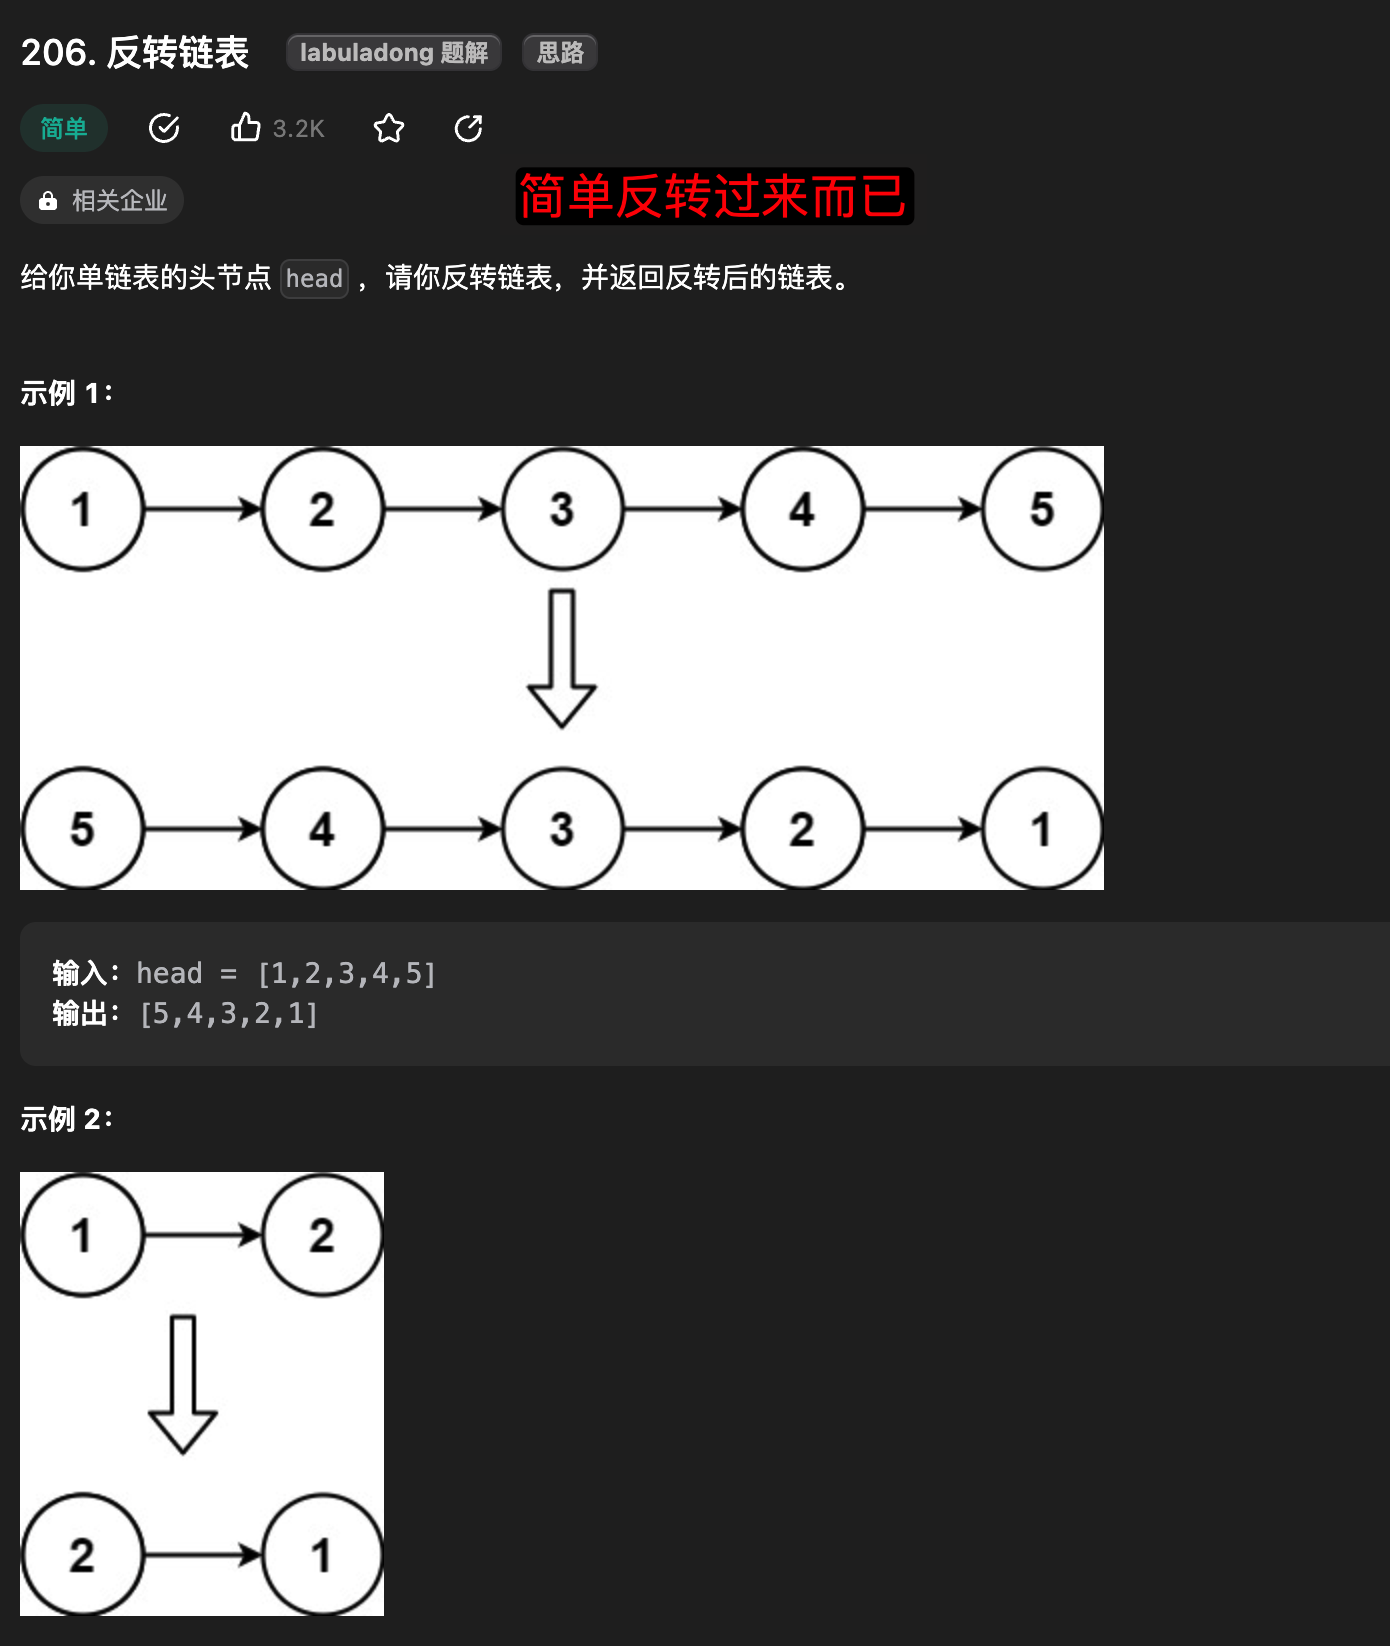 206. 反转链表 labuladong 题解 思路
简单 3.2K
相关企业
简单反转过来而已
给你单链表的头节点 head ，请你反转链表，并返回反转后的链表。
示例 1：
1 2 3 4 5
5 4 3 2 1
输入：head = [1,2,3,4,5]
输出：[5,4,3,2,1]
示例 2：
1 2
2 1